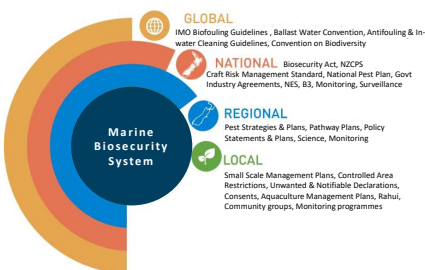 GLOBAL
IMO Biofouling Guidelines , Ballast Water Convention, Antifouling & In-
water Cleaning Guidelines, Convention on Biodiversity
NATIONAL Biosecurity Act, NZCPS
Craft Risk Management Standard, National Pest Plan, Govt
Industry Agreements, NES, B3, Monitoring, Surveillance
REGIONAL
Pest Strategies & Plans, Pathway Plans, Policy
Statements & Plans, Science, Monitoring
Marine
Biosecurity
System
LOCAL
Small Scale Management Plans, Controlled Area
Restrictions, Unwanted & Notifiable Declarations,
Consents, Aquaculture Management Plans, Rahui,
Community groups, Monitoring programmes